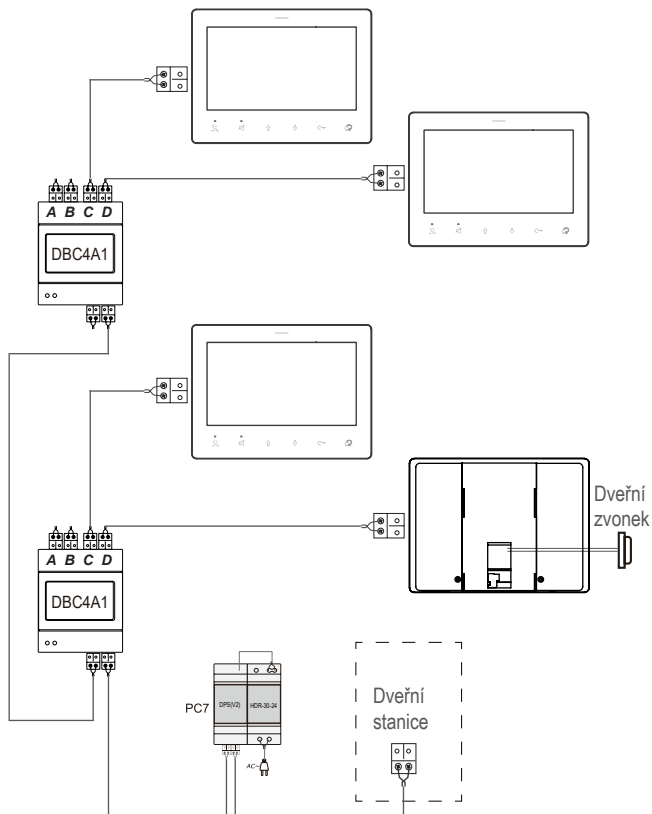 A B C D
DBC4A1
Dveřní
zvonek
A B C D
DBC4A1
PC7
DPS(V2)
HDR-30-24
AC~
Dveřní
stanice